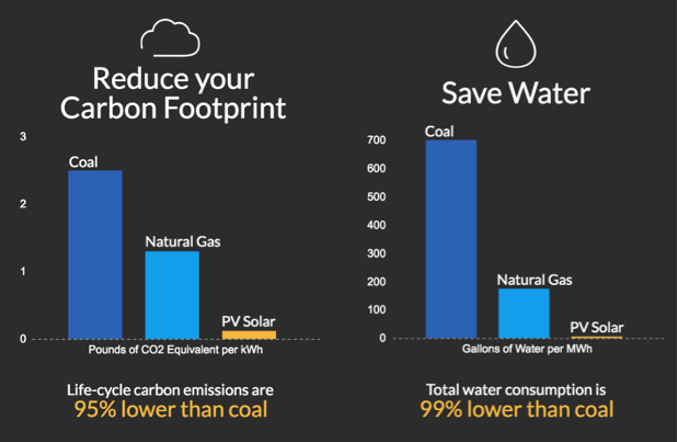 Reduce your
Carbon Footprint
3
2
1
0
Coal
Natural Gas
PV Solar
Pounds of CO2 Equivalent per kWh
Life-cycle carbon emissions are
95% lower than coal
Save Water
700
600
500
400
300
200
100
0
Coal
Natural Gas
PV Solar
Gallons of Water per MWh
Total water consumption is
99% lower than coal